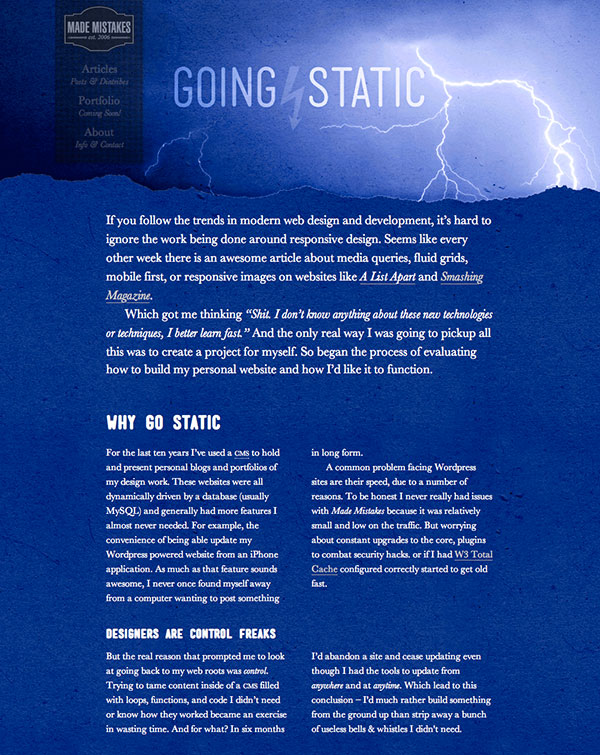 MADE MISTAKES
est. 2006
Articles
Posts & Diatribes
Portfolio
Coming Soon!
About
Info & Contact
GOING STATIC
If you follow the trends in modern web design and development, it’s hard to
ignore the work being done around responsive design. Seems like every
other week there is an awesome article about media queries, fluid grids,
mobile first, or responsive images on websites like A List Apart and Smashing
Magazine.
Which got me thinking “Shit. I don’t know anything about these new technologies
or techniques, I better learn fast.” And the only real way I was going to pickup all
this was to create a project for myself. So began the process of evaluating
how to build my personal website and how I’d like it to function.
WHY GO STATIC
For the last ten years I’ve used a CMS to hold
and present personal blogs and portfolios of
my design work. These websites were all
dynamically driven by a database (usually
MySQL) and generally had more features I
almost never needed. For example, the
convenience of being able update my
Wordpress powered website from an iPhone
application. As much as that feature sounds
awesome, I never once found myself away
from a computer wanting to post something
in long form.
A common problem facing Wordpress
sites are their speed, due to a number of
reasons. To be honest I never really had issues
with Made Mistakes because it was relatively
small and low on the traffic. But worrying
about constant upgrades to the core, plugins
to combat security hacks. or if I had W3 Total
Cache configured correctly started to get old
fast.
DESIGNERS ARE CONTROL FREAKS
But the real reason that prompted me to look
at going back to my web roots was control.
Trying to tame content inside of a CMS filled
with loops, functions, and code I didn’t need
or know how they worked became an exercise
in wasting time. And for what? In six months
I’d abandon a site and cease updating even
though I had the tools to update from
anywhere and at anytime. Which lead to this
conclusion – I’d much rather build something
from the ground up than strip away a bunch
of useless bells & whistles I didn’t need.